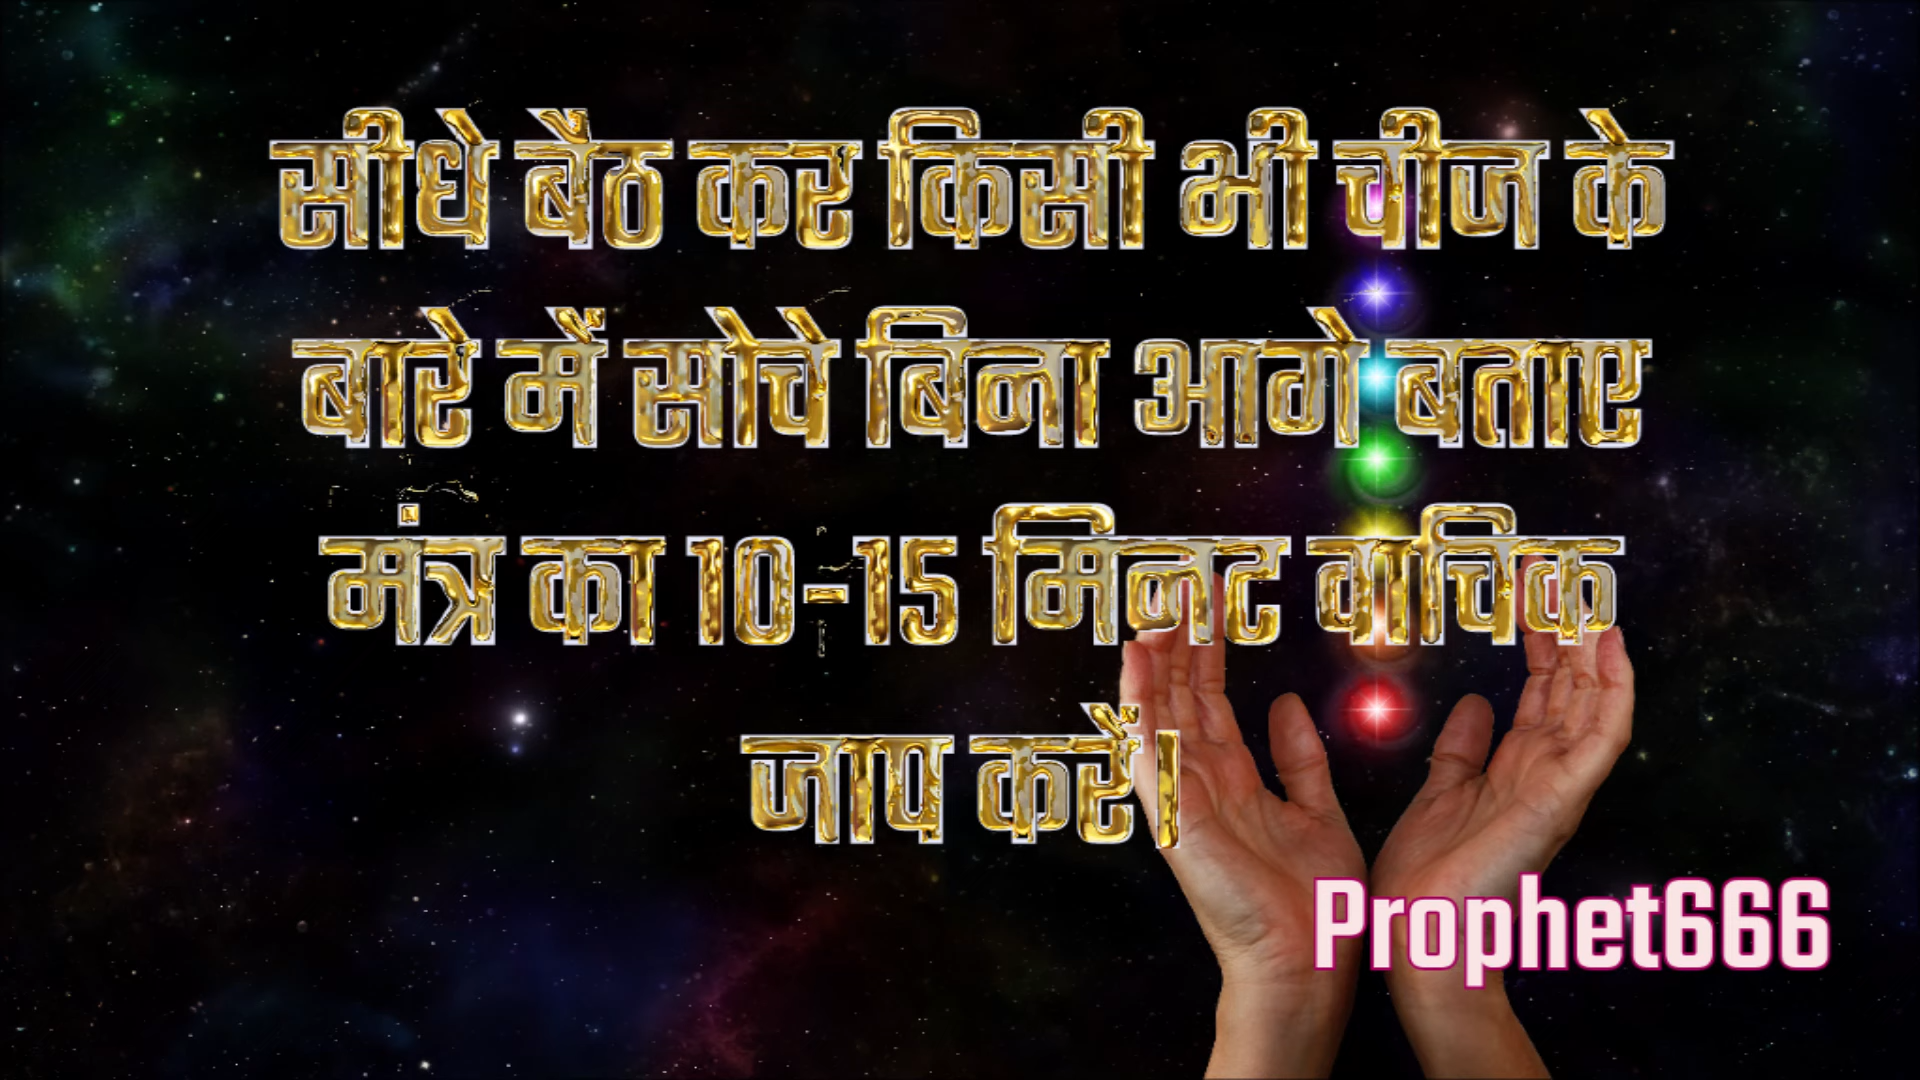 सीधे बैठ कर किसी भी चीज के
बारे में सोचे बिना आगे बताए
मंत्र का 10-15 मिनट वाचिक
जाप करें।
Prophet666